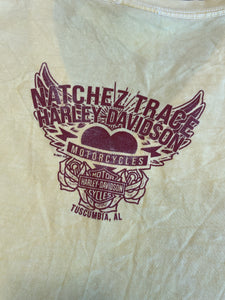 NATCHEZ TRACE
HARLEY-DAVIDSON
MOTORCYCLES
MOTOR
HARLEY-DAVIDSON
CYCLES
TUSCUMBIA, AL